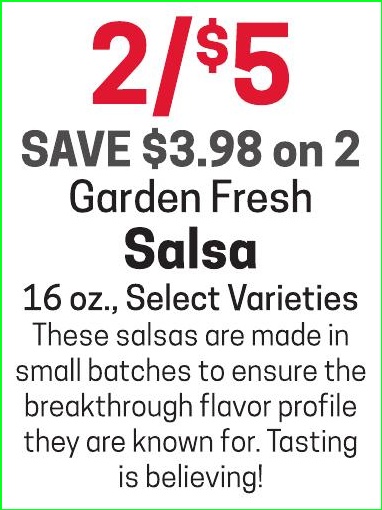 2/$5
SAVE $3.98 on 2
Garden Fresh
Salsa
16 oz., Select Varieties
These salsas are made in
small batches to ensure the
breakthrough flavor profile
they are known for. Tasting
is believing!